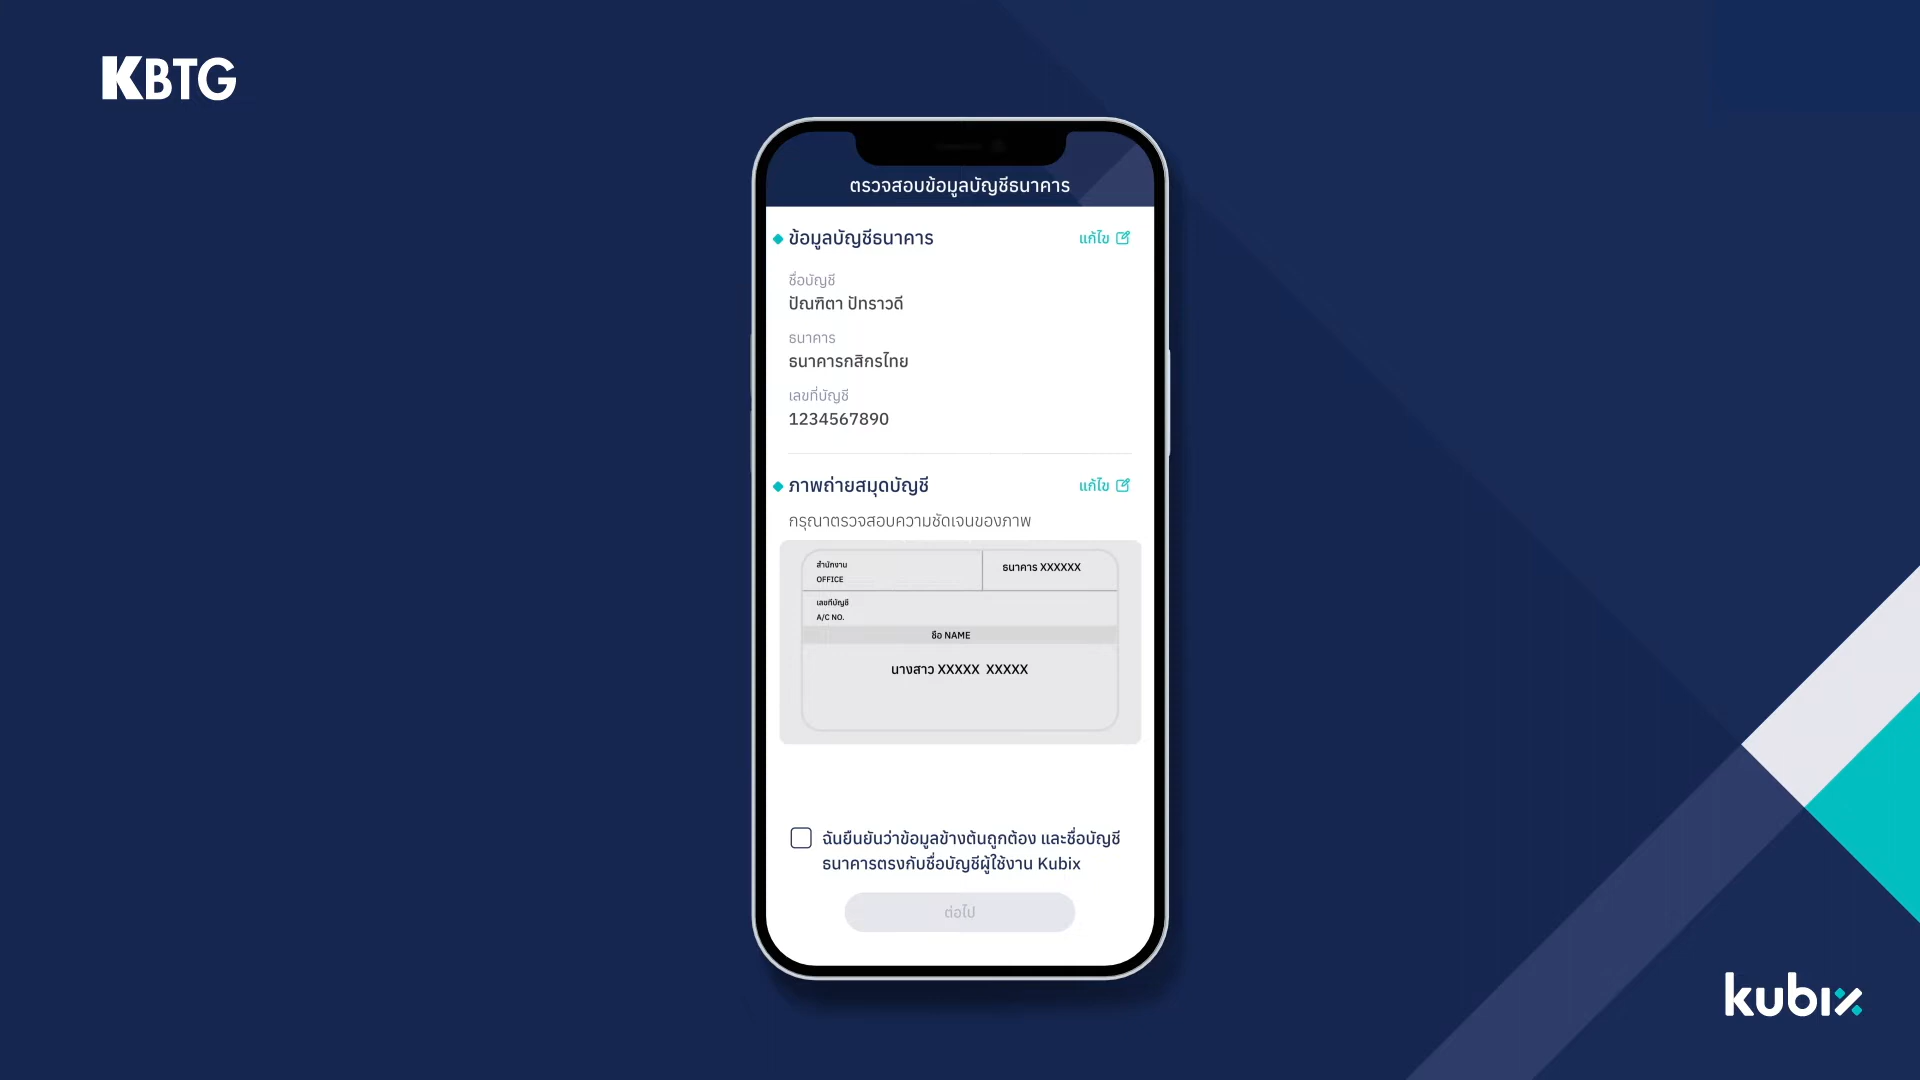 KBTG
ตรวจสอบข้อมูลบัญชีธนาคาร
ข้อมูลบัญชีธนาคาร
แก้ไข
ชื่อบัญชี
ปัณฑิตา ปัทราวดี
ธนาคาร
ธนาคารกสิกรไทย
เลขที่บัญชี
1234567890
ภาพถ่ายสมุดบัญชี
แก้ไข
กรุณาตรวจสอบความชัดเจนของภาพ
สำนักงาน
OFFICE
ธนาคาร XXXXXX
เลขที่บัญชี
A/C NO.
ชื่อ NAME
นางสาว XXXXX XXXXX
ฉันยืนยันว่าข้อมูลข้างต้นถูกต้อง และชื่อบัญชี
ธนาคารตรงกับชื่อบัญชีผู้ใช้งาน Kubix
ต่อไป
kubix